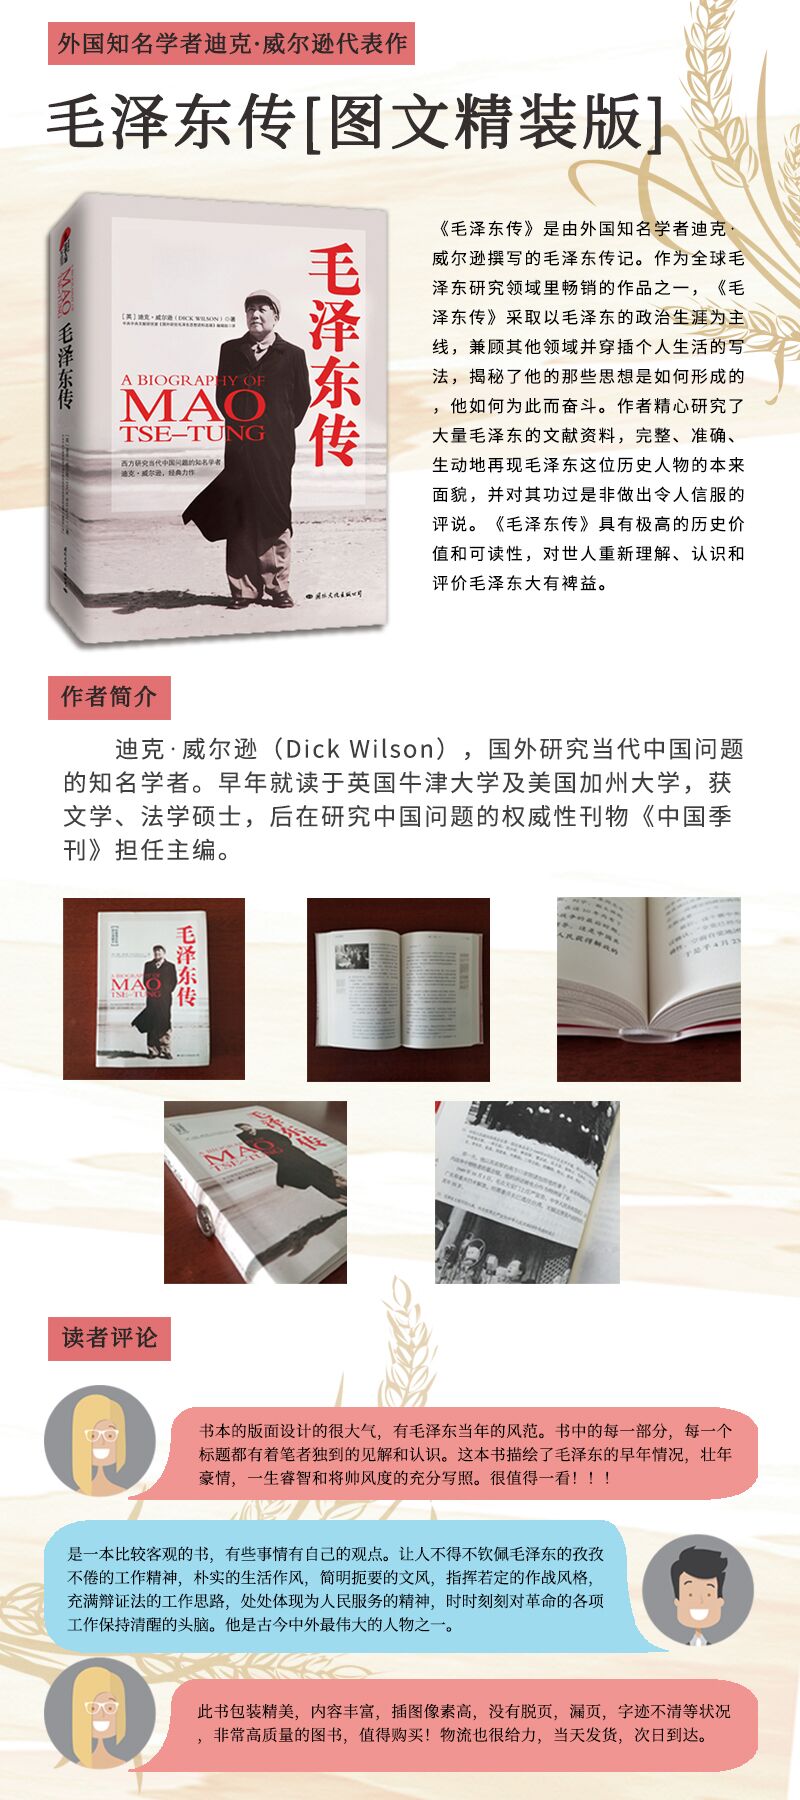 外国知名学者迪克·威尔逊代表作
毛泽东传[图文精装版]
毛泽东传
[英] 迪克·威尔逊 (DICK WILSON) ◎著
A BIOGRAPHY OF
MAO
TSE-TUNG
西方研究当代中国问题的知名学者
迪克·威尔逊，经典力作
国际文化出版公司
MAO
毛泽东传
《毛泽东传》是由外国知名学者迪克·
威尔逊撰写的毛泽东传记。作为全球毛
泽东研究领域里畅销的作品之一，《毛
泽东传》采取以毛泽东的政治生涯为主
线，兼顾其他领域并穿插个人生活的写
法，揭秘了他的那些思想是如何形成的
，他如何为此而奋斗。作者精心研究了
大量毛泽东的文献资料，完整、准确、
生动地再现毛泽东这位历史人物的本来
面貌，并对其功过是非做出令人信服的
评说。《毛泽东传》具有极高的历史价
值和可读性，对世人重新理解、认识和
评价毛泽东大有裨益。
作者简介
迪克·威尔逊（Dick Wilson），国外研究当代中国问题
的知名学者。早年就读于英国牛津大学及美国加州大学，获
文学、法学硕士，后在研究中国问题的权威性刊物《中国季
刊》担任主编。
毛泽东传
A BIOGRAPHY OF
MAO
TSE-TUNG
毛泽东传
A BIOGRAPHY OF
MAO
TSE-TUNG
读者评论
书本的版面设计的很大气，有毛泽东当年的风范。书中的每一部分，每一个
标题都有着笔者独到的见解和认识。这本书描绘了毛泽东的早年情况，壮年
豪情，一生睿智和将帅风度的充分写照。很值得一看！！！
是一本比较客观的书，有些事情有自己的观点。让人不得不钦佩毛泽东的孜孜
不倦的工作精神，朴实的生活作风，简明扼要的文风，指挥若定的作战风格，
充满辩证法的工作思路，处处体现为人民服务的精神，时时刻刻对革命的各项
工作保持清醒的头脑。他是古今中外最伟大的人物之一。
此书包装精美，内容丰富，插图像素高，没有脱页，漏页，字迹不清等状况
，非常高质量的图书，值得购买！物流也很给力，当天发货，次日到达。